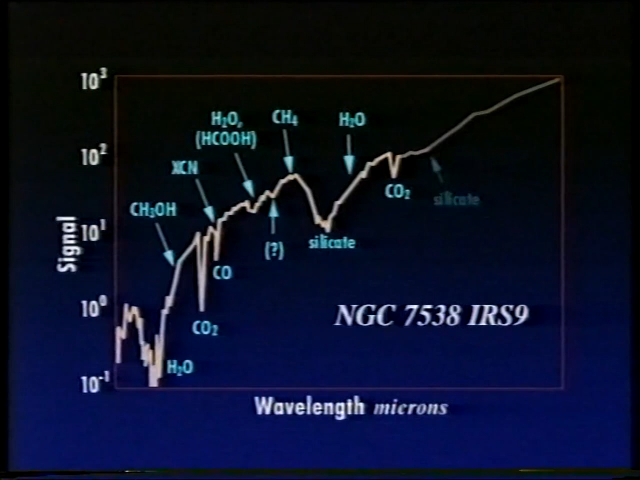 10³
H₂O,
(HCOOH)
CH₄
H₂O
10²
XCN
CO₂
silicate
CH₃OH
10¹
Signal
(?)
silicate
CO
10⁰
CO₂
NGC 7538 IRS9
H₂O
10⁻¹
Wavelength microns